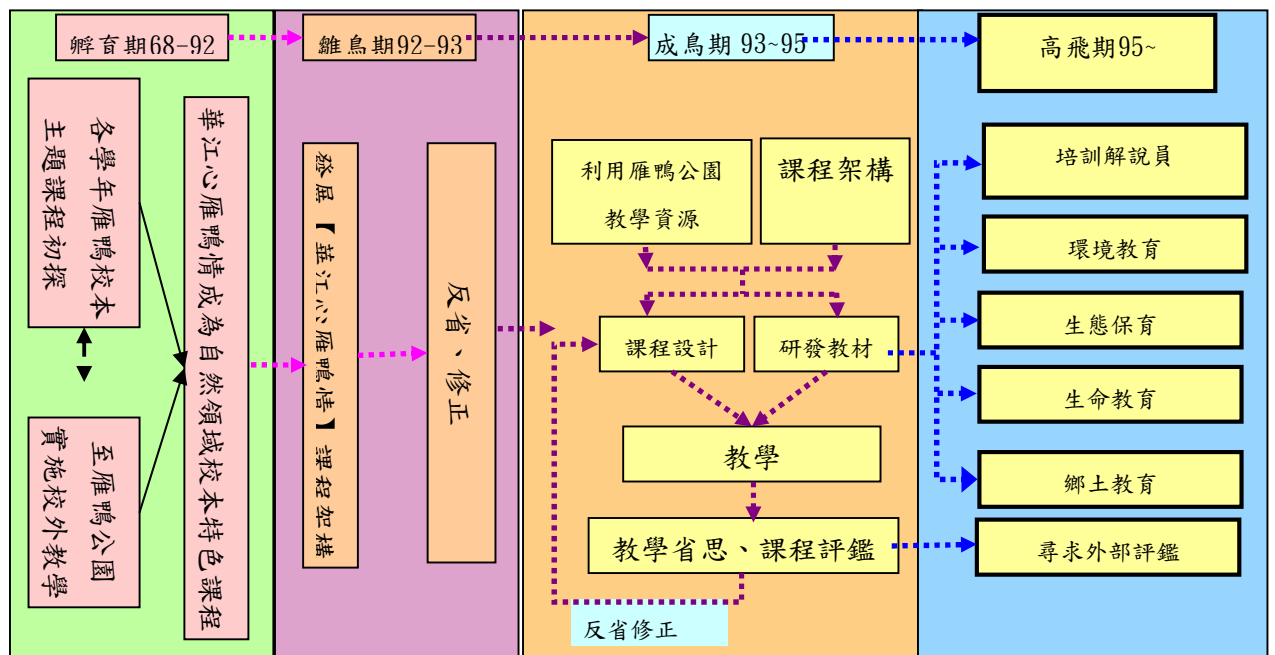 孵育期68-92
雛鳥期92-93
成鳥期 93~95
高飛期95~
各學年雁鴨校本
主題課程初探
至雁鴨公園
實施校外教學
華江心雁鴨情成為自然領域校本特色課程
發展【華江心雁鴨情】課程架構
反省、修正
利用雁鴨公園
教學資源
課程架構
課程設計
研發教材
教學
教學省思、課程評鑑
反省修正
培訓解說員
環境教育
生態保育
生命教育
鄉土教育
尋求外部評鑑